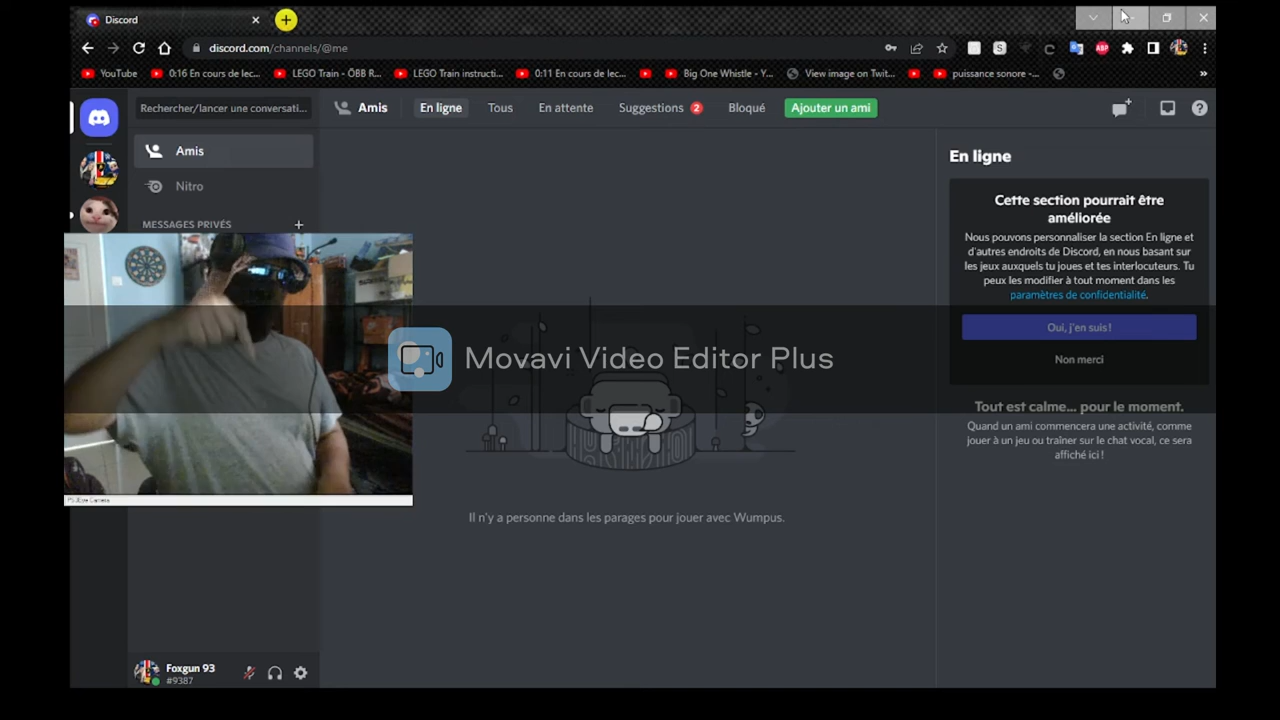 Discord
discord.com/channels/@me
YouTube
0:16 En cours de lec...
LEGO Train - ÖBB R...
LEGO Train instructi...
0:11 En cours de lec...
Big One Whistle - Y...
View image on Twit...
puissance sonore -...
»
Rechercher/lancer une conversati...
Amis
En ligne
Tous
En attente
Suggestions 2
Bloqué
Ajouter un ami
Amis
Nitro
MESSAGES PRIVÉS
En ligne
Cette section pourrait être
améliorée
Nous pouvons personnaliser la section En ligne et
d'autres endroits de Discord, en nous basant sur
les jeux auxquels tu joues et tes interlocuteurs. Tu
peux les modifier à tout moment dans les
paramètres de confidentialité.
Oui, j'en suis !
Non merci
Tout est calme... pour le moment.
Quand un ami commencera une activité, comme
jouer à un jeu ou traîner sur le chat vocal, ce sera
affiché ici !
Movavi Video Editor Plus
Il n'y a personne dans les parages pour jouer avec Wumpus.
Foxgun 93
#9387